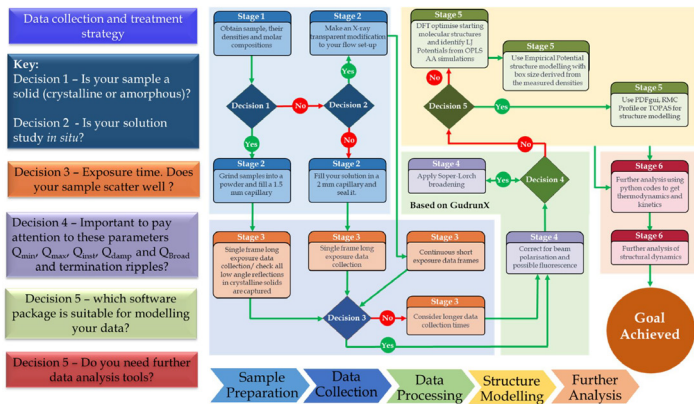 Data collection and treatment
strategy
Key:
Decision 1 – Is your sample a
solid (crystalline or amorphous)?
Decision 2 - Is your solution
study in situ?
Decision 3 – Exposure time. Does
your sample scatter well ?
Decision 4 – Important to pay
attention to these parameters
Qmin, Qmax, Qinst, Qdamp and QBroad
and termination ripples?
Decision 5 – which software
package is suitable for modelling
your data?
Decision 5 – Do you need further
data analysis tools?
Stage 1
Obtain sample, their
densities and molar
compositions
Stage 2
Make an X-ray
transparent modification
to your flow set-up
Yes
Decision 1
No
Decision 2
Yes
No
Stage 2
Grind samples into a
powder and fill a 1.5
mm capillary
Stage 2
Fill your solution in a
2 mm capillary and
seal it.
Stage 3
Single frame long
exposure data
collection/ check all
low angle reflections
in crystalline solids
are captured
Stage 3
Single frame long
exposure data
collection
Stage 3
Continuous short
exposure data frames
Decision 3
No
Stage 3
Consider longer data
collection times
Yes
Stage 5
DFT optimise starting
molecular structures
and identify LJ
Potentials from OPLS
AA simulations
Stage 5
Use Empirical Potential
structure modelling with
box size derived from the
measured densities
No
Decision 5
Yes
Stage 5
Use PDFgui, RMC
Profile or TOPAS for
structure modelling
No
Stage 4
Apply Soper-Lorch
broadening
Yes
Decision 4
Based on GudrunX
Stage 4
Correct for beam
polarisation and
possible fluorescence
Stage 6
Further analysis using
python codes to get
thermodynamics and
kinetics
Stage 6
Further analysis of
structural dynamics
Goal
Achieved
Sample
Preparation
Data
Collection
Data
Processing
Structure
Modelling
Further
Analysis